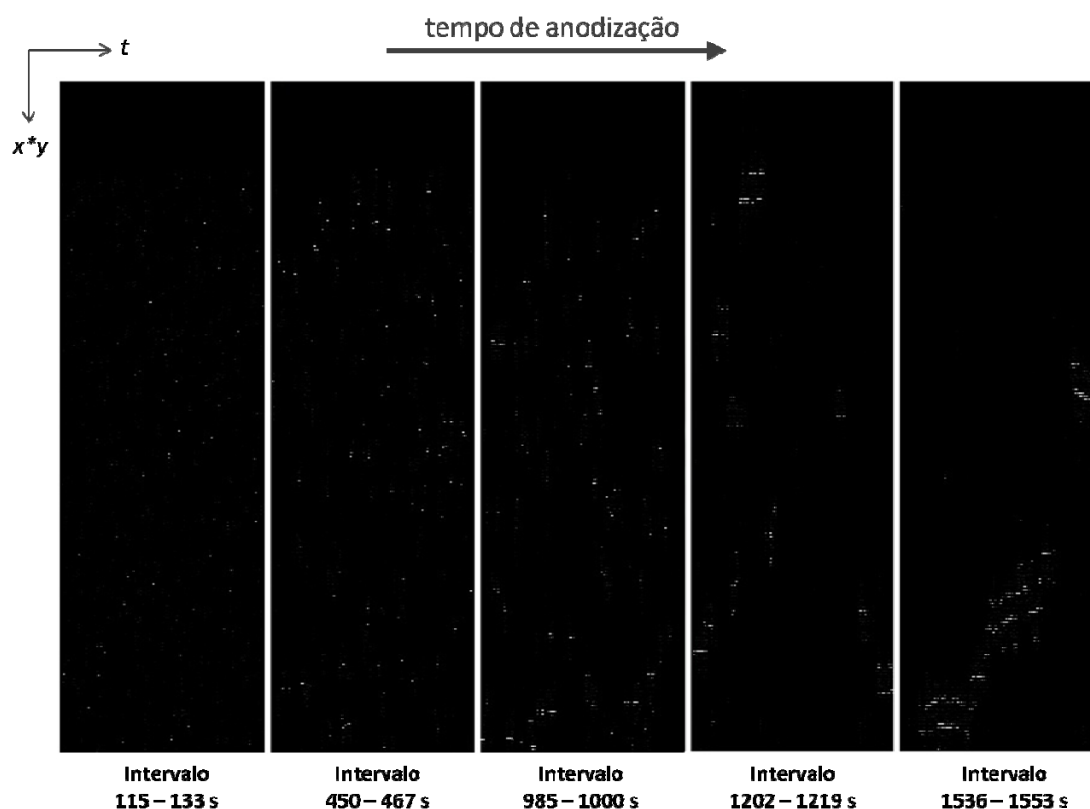 tempo de anodização
t
x*y
Intervalo
115 – 133 s
Intervalo
450 – 467 s
Intervalo
985 – 1000 s
Intervalo
1202 – 1219 s
Intervalo
1536 – 1553 s